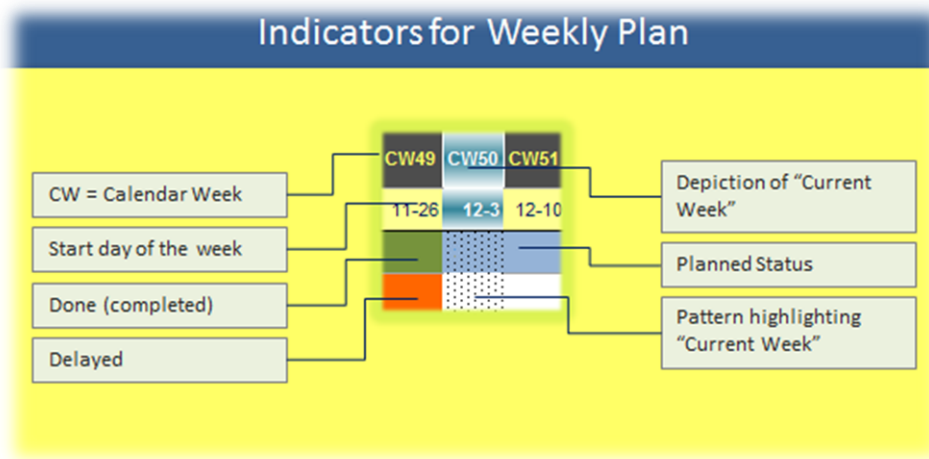 Indicators for Weekly Plan
CW49 CW50 CW51
11-26 12-3 12-10
CW = Calendar Week
Start day of the week
Done (completed)
Delayed
Depiction of “Current
Week”
Planned Status
Pattern highlighting
“Current Week”